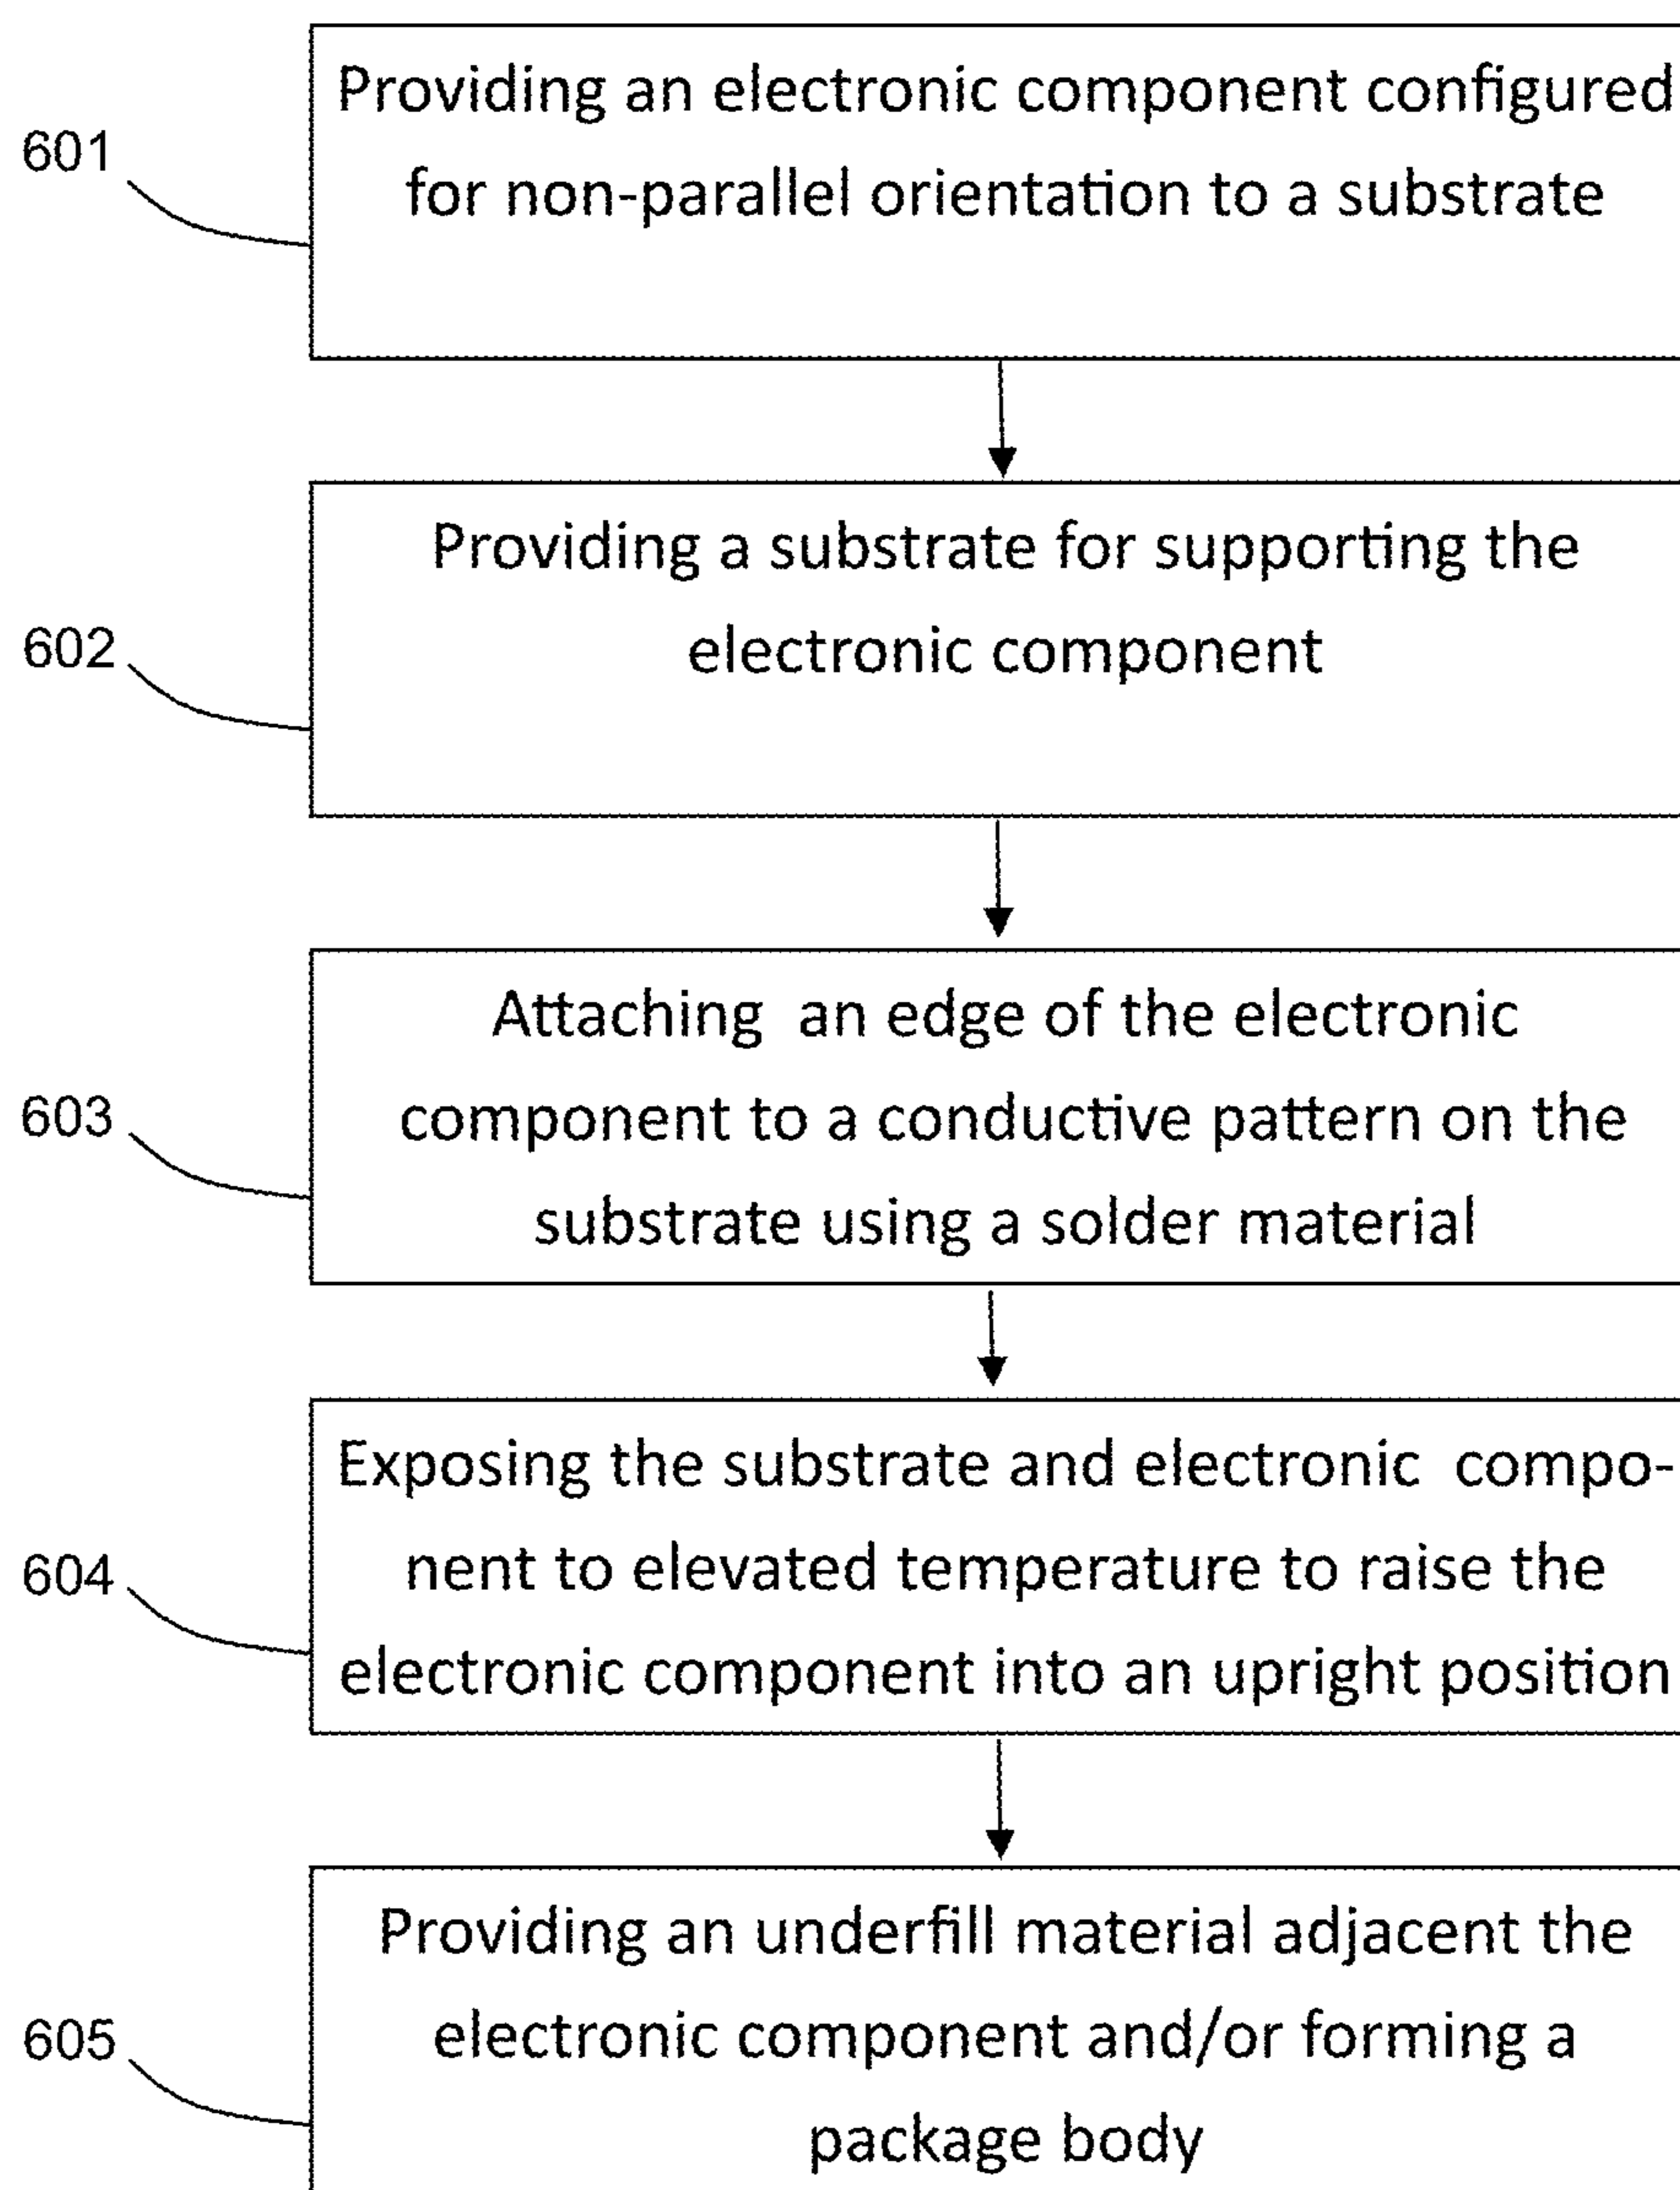 Providing an electronic component configured
601
for non-parallel orientation to a substrate
Providing a substrate for supporting the
602
electronic component
Attaching  an edge of the electronic
603
component to a conductive pattern on the
substrate using a solder material
Exposing the substrate and electronic  compo-
604
nent to elevated temperature to raise the
electronic component into an upright position
Providing an underfill material adjacent the
605
electronic component and/or forming a
package body